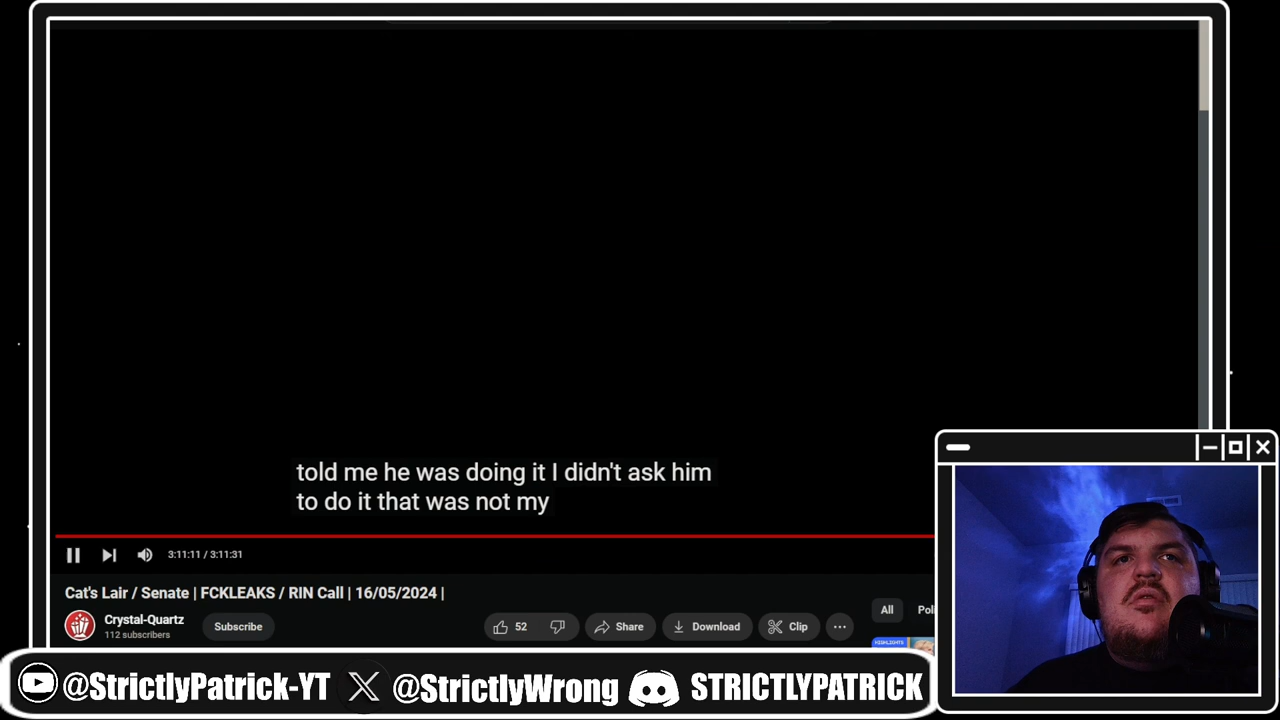 told me he was doing it I didn't ask him
to do it that was not my
3:11:11 / 3:11:31
Cat's Lair / Senate | FCKLEAKS / RIN Call | 16/05/2024 |
Crystal-Quartz
112 subscribers
Subscribe
52
Share
Download
Clip
All
Poli
HIGHLIGHTS
@StrictlyPatrick-YT
@StrictlyWrong
STRICTLYPATRICK